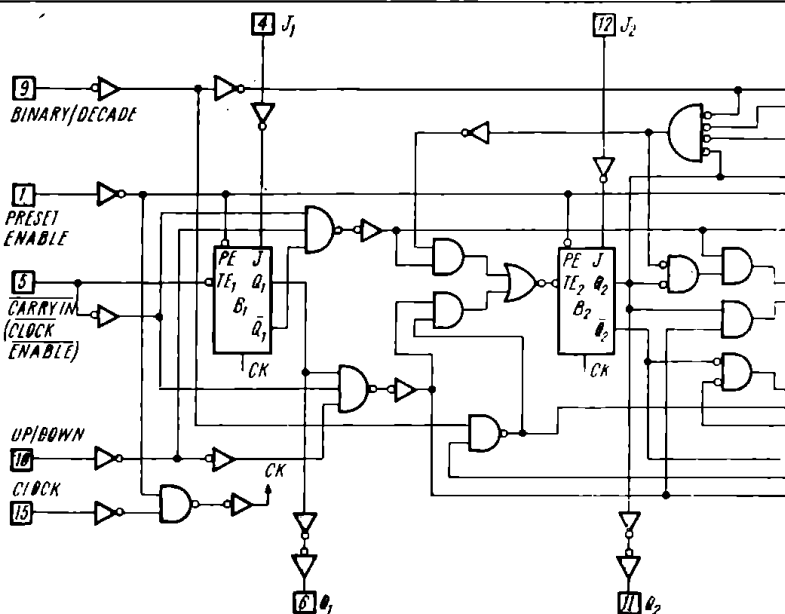 4 J1
12 J2
9
BINARY/DECADE
1
PRESET
ENABLE
PE J
TE1 Q1
B1
Q̅1
CK
PE J
TE2 Q2
B2
Q̅2
CK
5
CARRY IN
(CLOCK
ENABLE)
UP/DOWN
10
CK
CLOCK
15
6 Q1
11 Q2